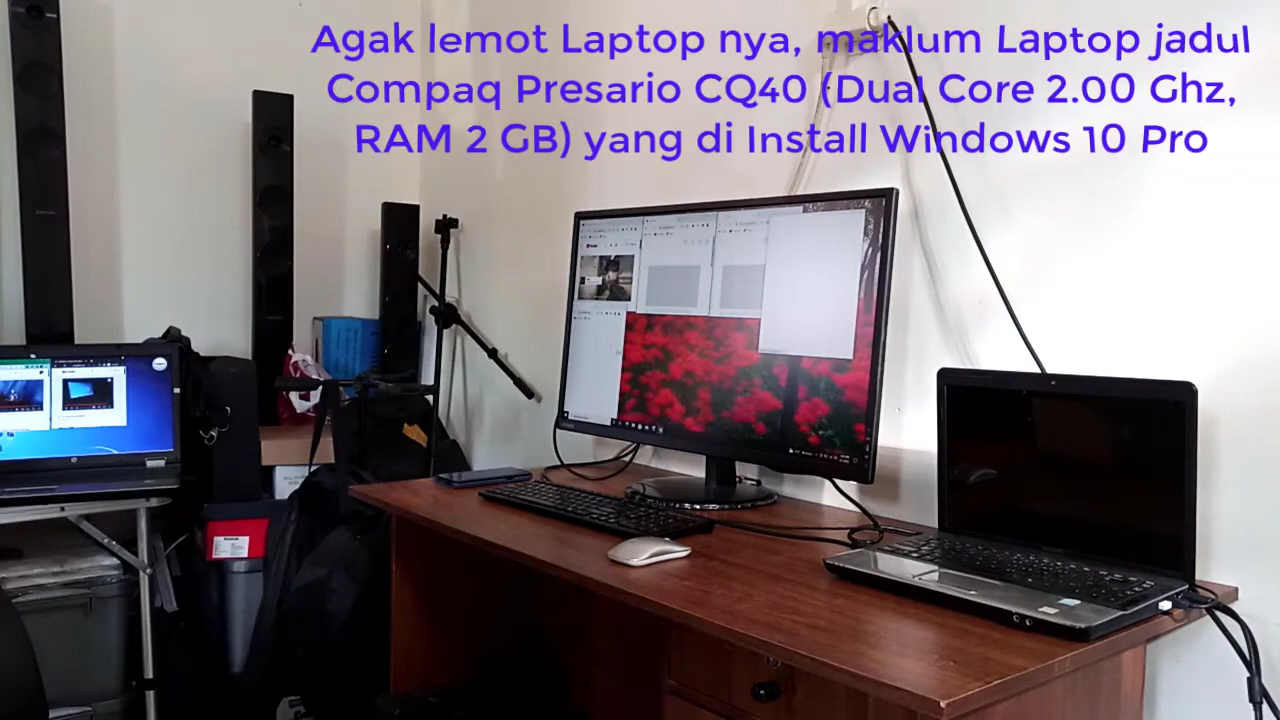 Agak lemot Laptop nya, maklum Laptop jadul
Compaq Presario CQ40 (Dual Core 2.00 Ghz,
RAM 2 GB) yang di Install Windows 10 Pro